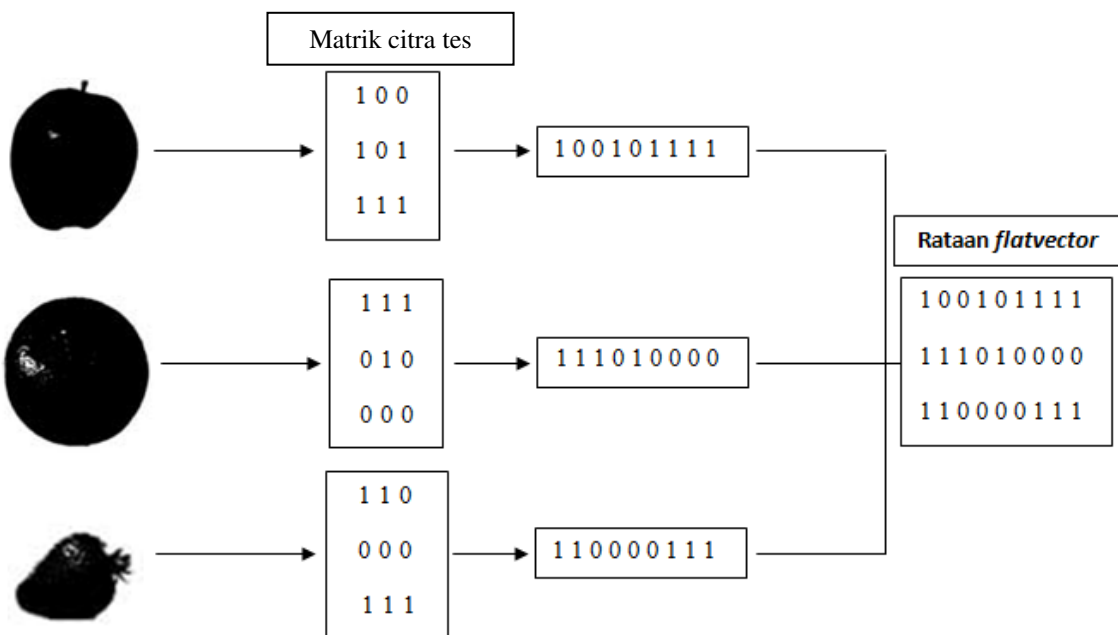 Matrik citra tes
1 0 0
1 0 1
1 1 1
1 0 0 1 0 1 1 1 1
1 1 1
0 1 0
0 0 0
1 1 1 0 1 0 0 0 0
1 1 0
0 0 0
1 1 1
1 1 0 0 0 0 1 1 1
Rataan flatvector
1 0 0 1 0 1 1 1 1
1 1 1 0 1 0 0 0 0
1 1 0 0 0 0 1 1 1